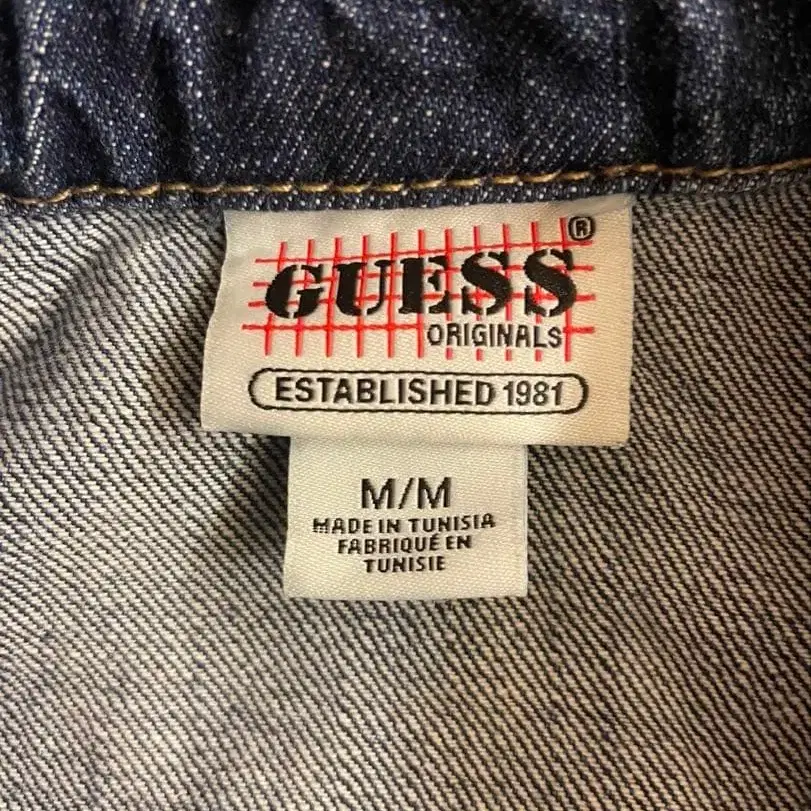 GUESS®
ORIGINALS
ESTABLISHED 1981
M/M
MADE IN TUNISIA
FABRIQUÉ EN
TUNISIE